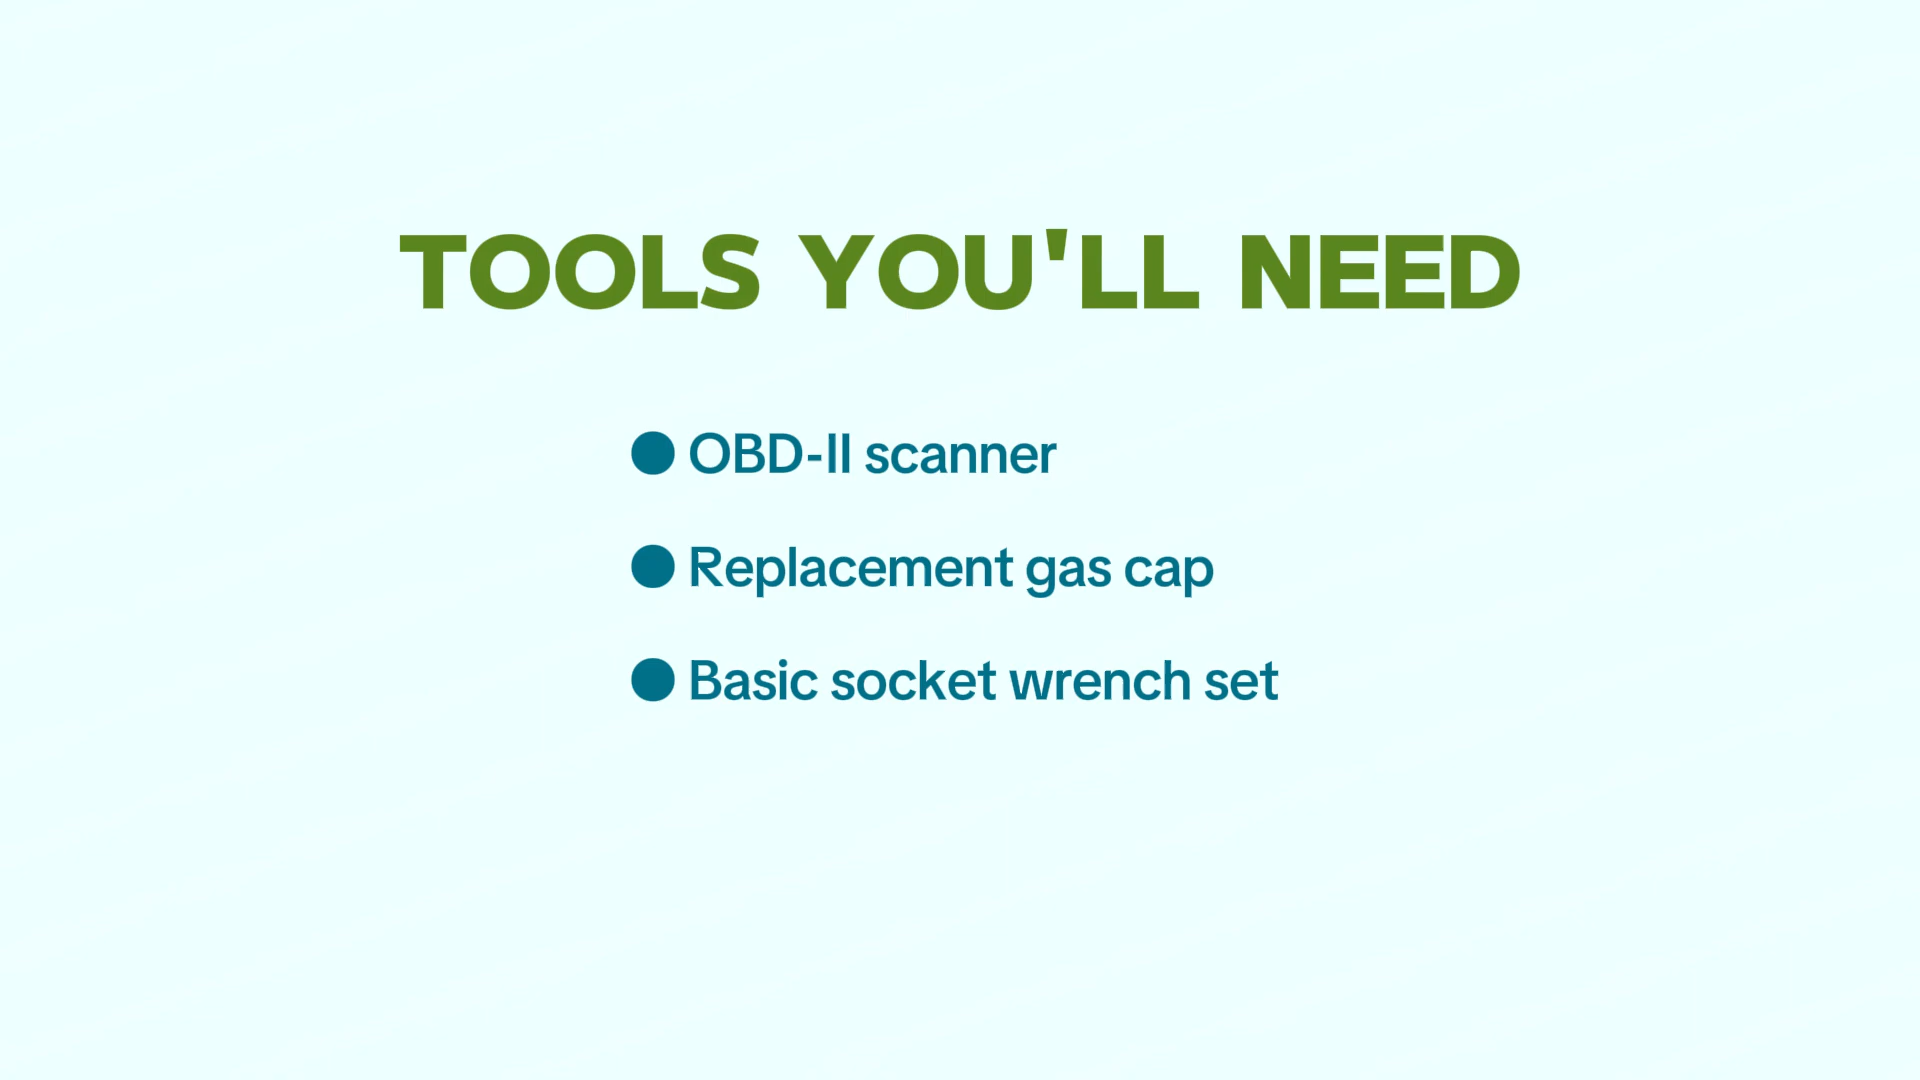 TOOLS YOU'LL NEED
● OBD-II scanner
● Replacement gas cap
● Basic socket wrench set